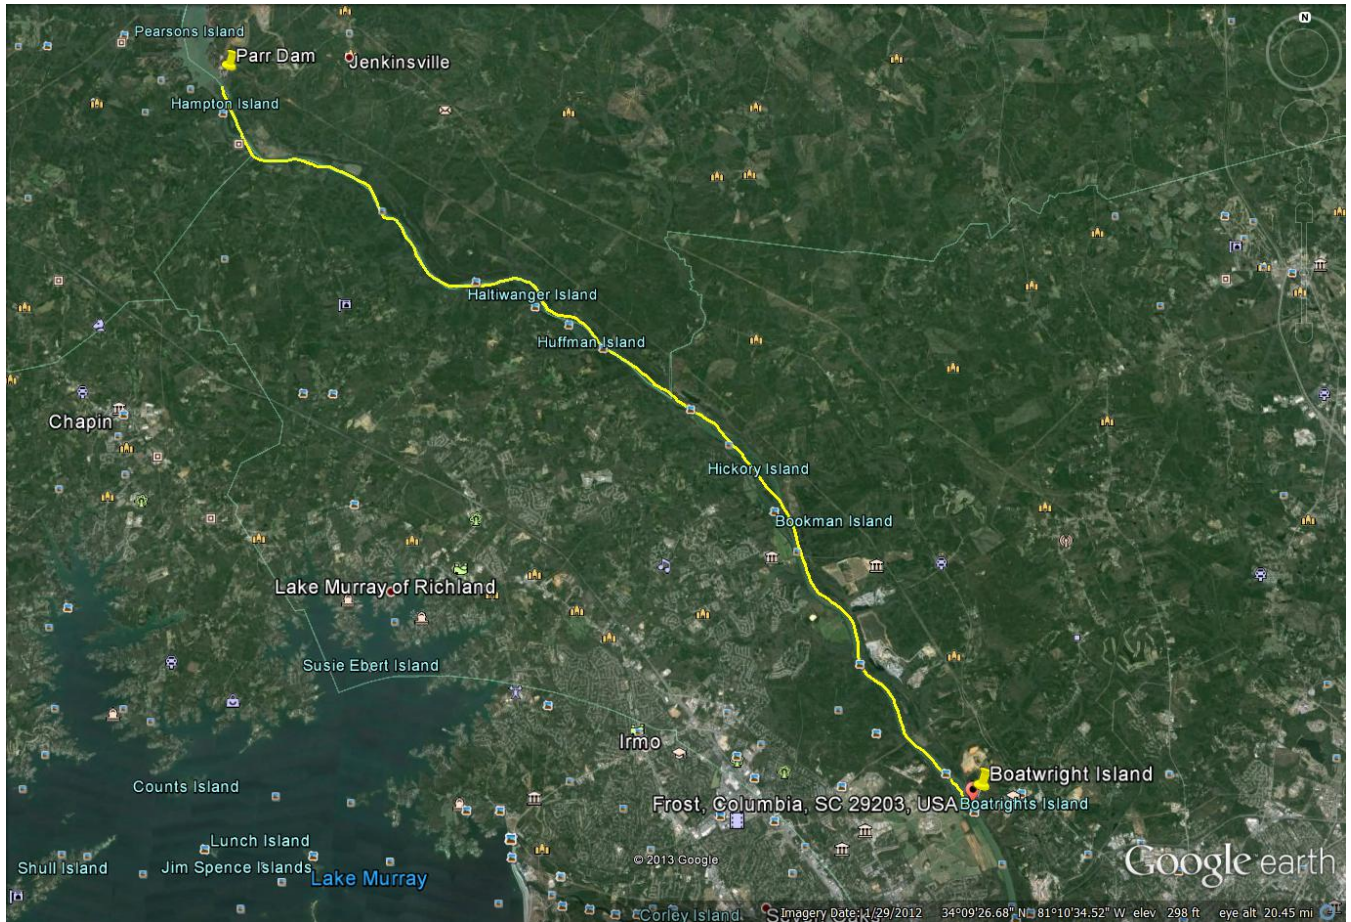 Pearsons Island
Parr Dam
Jenkinsville
N
Hampton Island
Haltiwanger Island
Huffman Island
Chapin
Hickory Island
Bookman Island
Lake Murray of Richland
Susie Ebert Island
Irmo
Boatwright Island
Counts Island
Frost, Columbia, SC 29203, USA
Boatrights Island
Lunch Island
© 2013 Google
Google earth
Shull Island
Jim Spence Islands
Lake Murray
Corley Island
Imagery Date: 1/29/2012 34°09'26.68" N 81°10'34.52" W elev 298 ft eye alt 20.45 mi